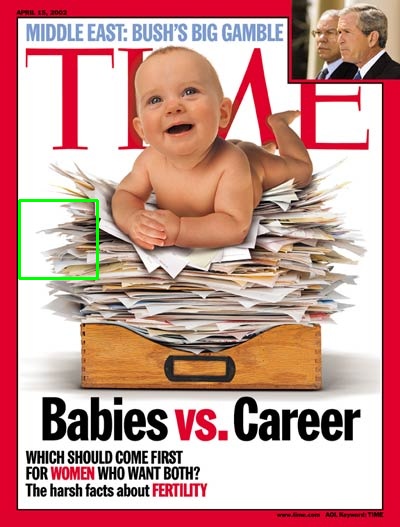 APRIL 15, 2002
MIDDLE EAST: BUSH'S BIG GAMBLE
TIME
Babies vs. Career
WHICH SHOULD COME FIRST
FOR WOMEN WHO WANT BOTH?
The harsh facts about FERTILITY
www.time.com AOL Keyword: TIME